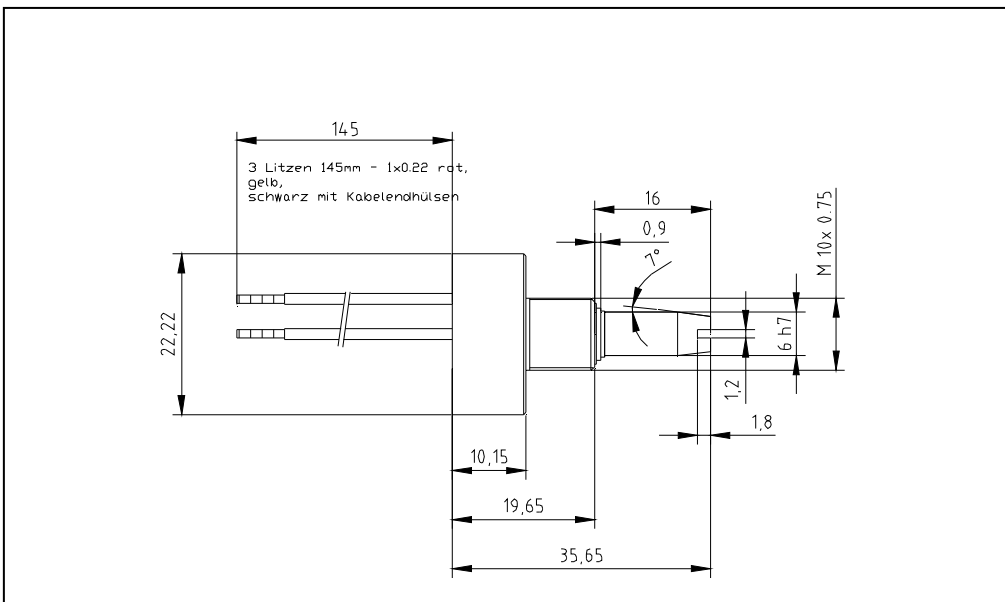 145
3 Litzen 145mm - 1x0.22 rot,
gelb,
schwarz mit Kabelendhülsen
16
0,9
7°
M 10x 0.75
22,22
6 h7
1,2
1,8
10,15
19,65
35,65